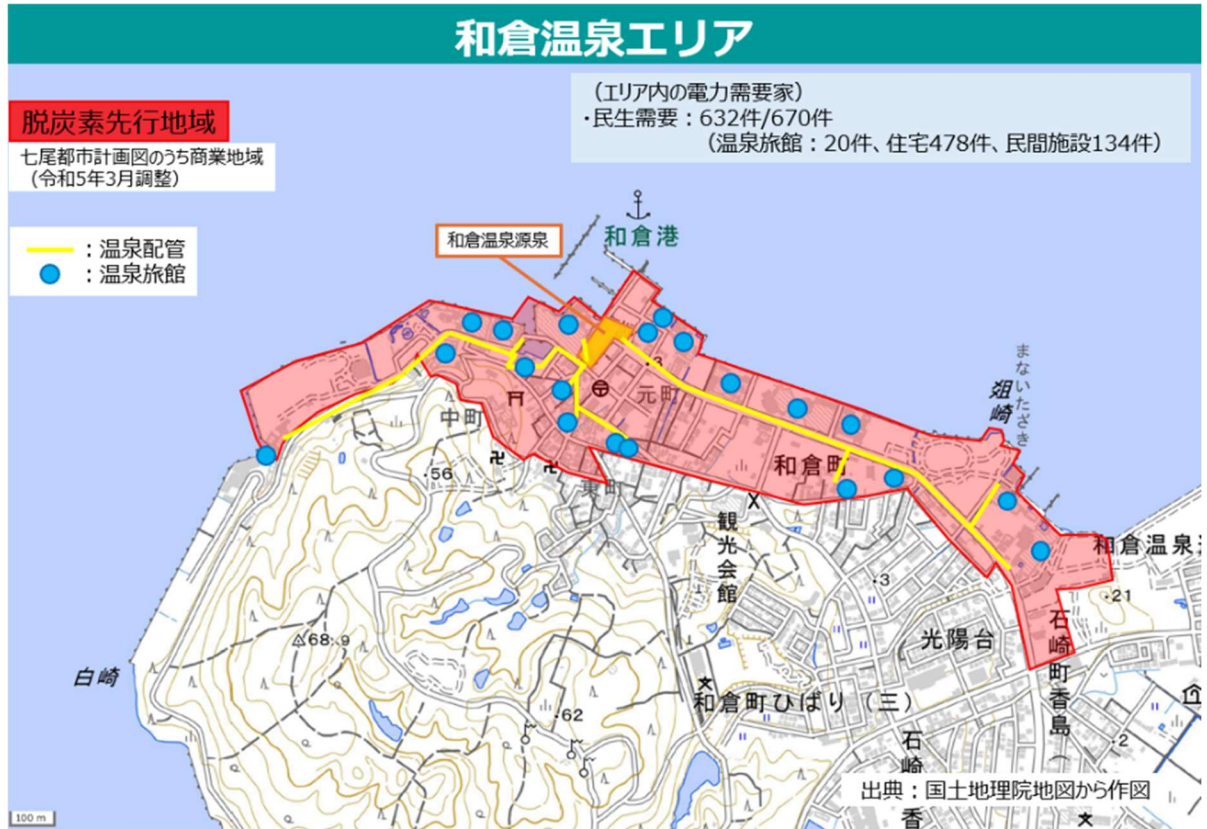 和倉温泉エリア
脱炭素先行地域
七尾都市計画図のうち商業地域
(令和5年3月調整)
(エリア内の電力需要家)
・民生需要：632件/670件
(温泉旅館：20件、住宅478件、民間施設134件)
：温泉配管
：温泉旅館
和倉温泉源泉
和倉港
まないたざき
爼崎
・3
元町
中町
和倉町
・56
東町
観光会館
・3
和倉温泉
・21
光陽台
石崎町香島
68.9
白崎
・62
和倉町ひばり（三）
・2
石崎
香
出典：国土地理院地図から作図
100 m